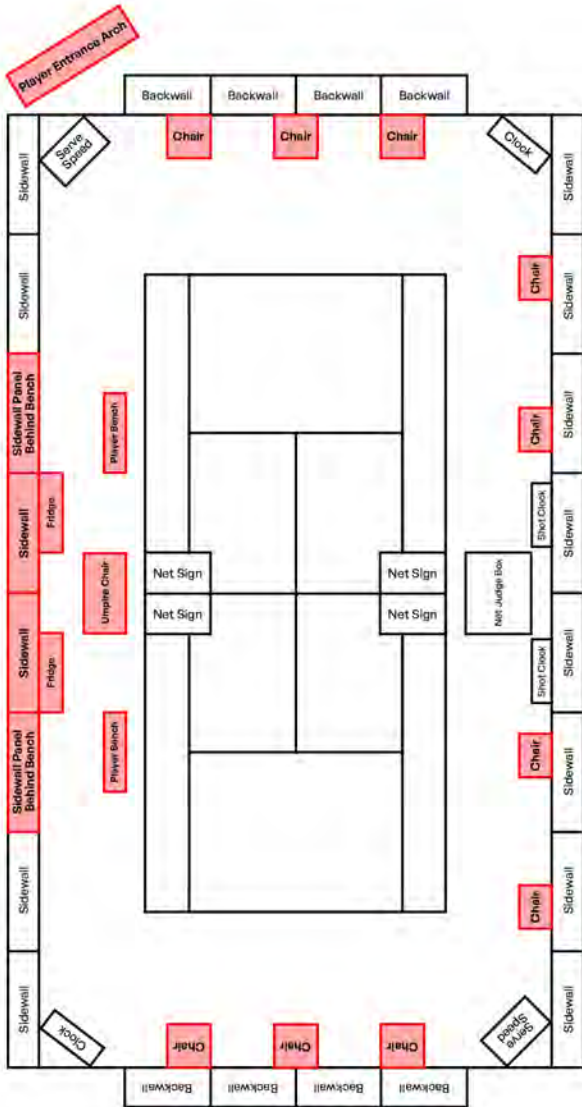 Player Entrance Arch
Backwall
Backwall
Backwall
Backwall
Serve
Speed
Chair
Chair
Chair
Clock
Sidewall
Sidewall
Sidewall
Chair
Sidewall
Sidewall Panel
Behind Bench
Player Bench
Chair
Sidewall
Sidewall
Fridge
Shot Clock
Sidewall
Umpire Chair
Net Sign
Net Sign
Net Judge Box
Net Sign
Net Sign
Sidewall
Fridge
Shot Clock
Sidewall
Sidewall Panel
Behind Bench
Player Bench
Chair
Sidewall
Sidewall
Chair
Sidewall
Sidewall
Clock
Chair
Chair
Chair
Serve
Speed
Sidewall
Backwall
Backwall
Backwall
Backwall